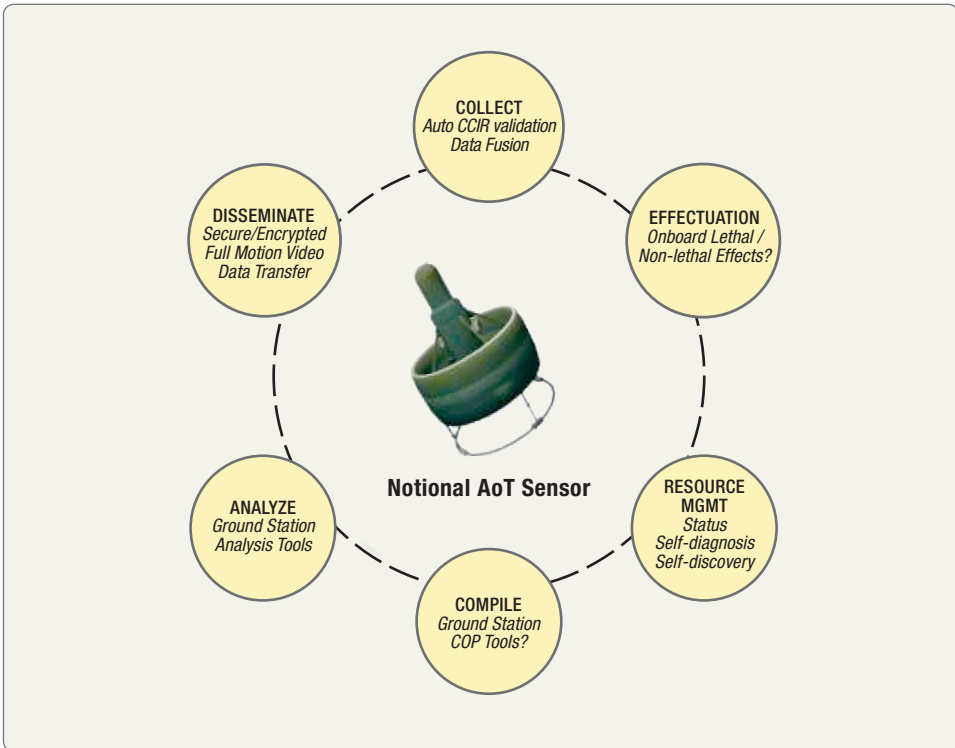 COLLECT
Auto CCIR validation
Data Fusion
DISSEMINATE
Secure/Encrypted
Full Motion Video
Data Transfer
EFFECTUATION
Onboard Lethal /
Non-lethal Effects?
Notional AoT Sensor
ANALYZE
Ground Station
Analysis Tools
RESOURCE
MGMT
Status
Self-diagnosis
Self-discovery
COMPILE
Ground Station
COP Tools?